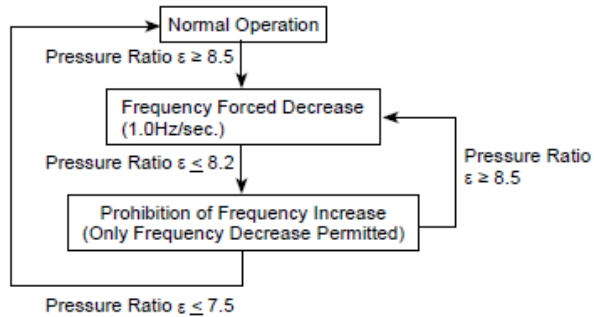 Normal Operation
Pressure Ratio ε ≥ 8.5
Frequency Forced Decrease
(1.0Hz/sec.)
Pressure Ratio ε ≤ 8.2
Pressure Ratio
ε ≥ 8.5
Prohibition of Frequency Increase
(Only Frequency Decrease Permitted)
Pressure Ratio ε ≤ 7.5